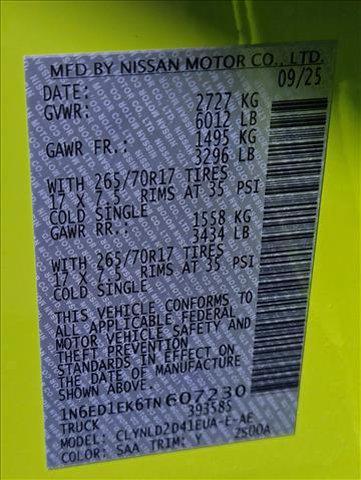 MFD BY NISSAN MOTOR CO., LTD.
DATE: 09/25
GVWR: 2727 KG
6012 LB
GAWR FR.: 1495 KG
3296 LB
WITH 265/70R17 TIRES
17 X 7.5 RIMS AT 35 PSI
COLD SINGLE
GAWR RR.: 1558 KG
3434 LB
WITH 265/70R17 TIRES
17 X 7.5 RIMS AT 35 PSI
COLD SINGLE
THIS VEHICLE CONFORMS TO
ALL APPLICABLE FEDERAL
MOTOR VEHICLE SAFETY AND
THEFT PREVENTION
STANDARDS IN EFFECT ON
THE DATE OF MANUFACTURE
SHOWN ABOVE.
1N6ED1EK6TN607230
TRUCK 393585
MODEL: CLYNLD2D41EUA-E-AE
COLOR: SAA TRIM: Y 2500A